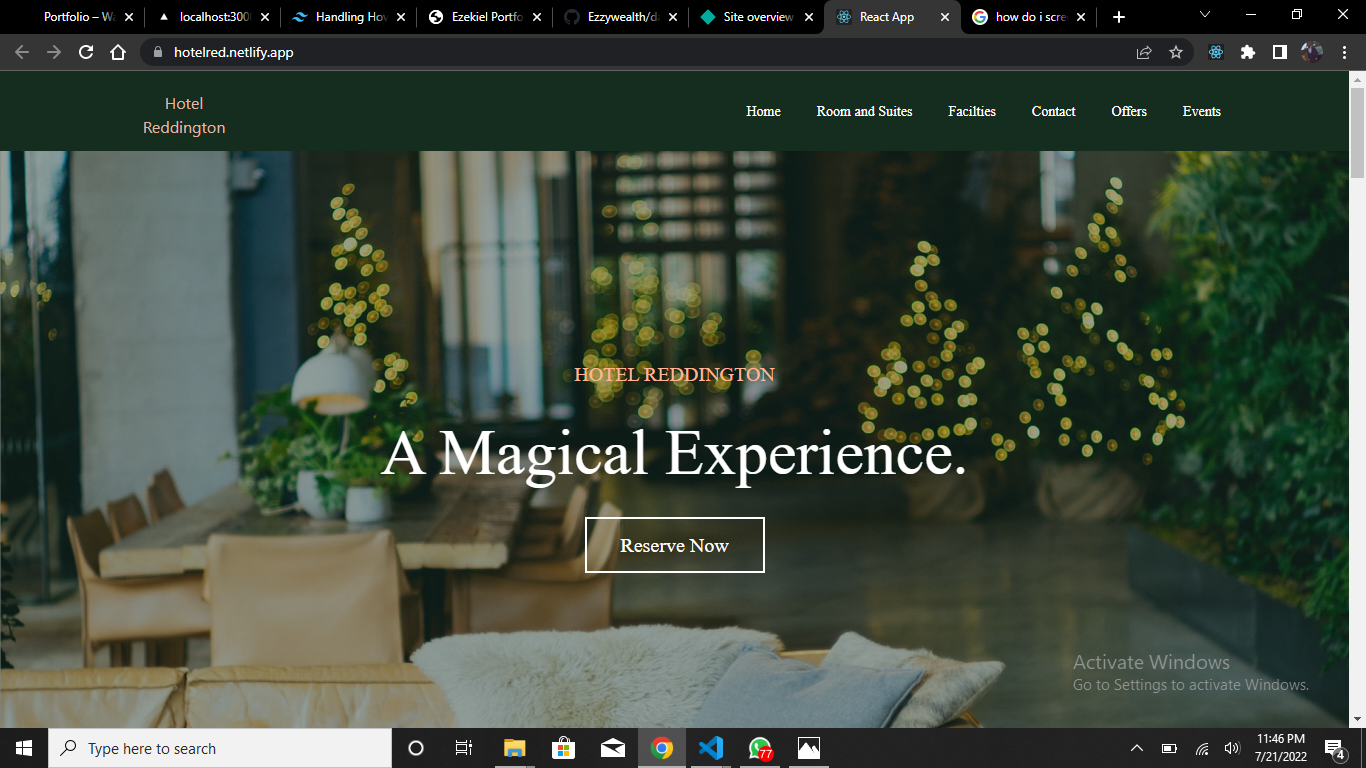 Portfolio – Wa
localhost:300
Handling Hov
Ezekiel Portfo
Ezzywealth/da
Site overview
React App
how do i scre
hotelred.netlify.app
Hotel
Reddington
Home
Room and Suites
Facilties
Contact
Offers
Events
HOTEL REDDINGTON
A Magical Experience.
Reserve Now
Activate Windows
Go to Settings to activate Windows.
Type here to search
77
11:46 PM
7/21/2022
4